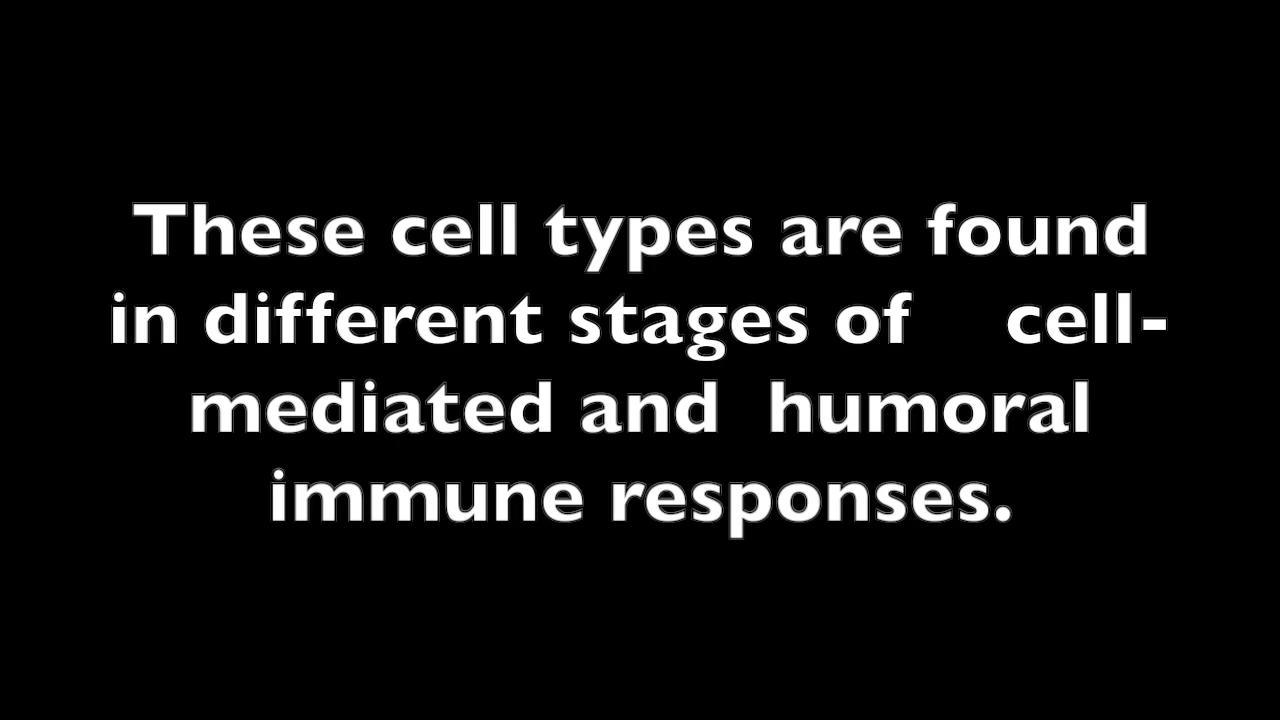 These cell types are found
in different stages of    cell-
mediated and  humoral
immune responses.